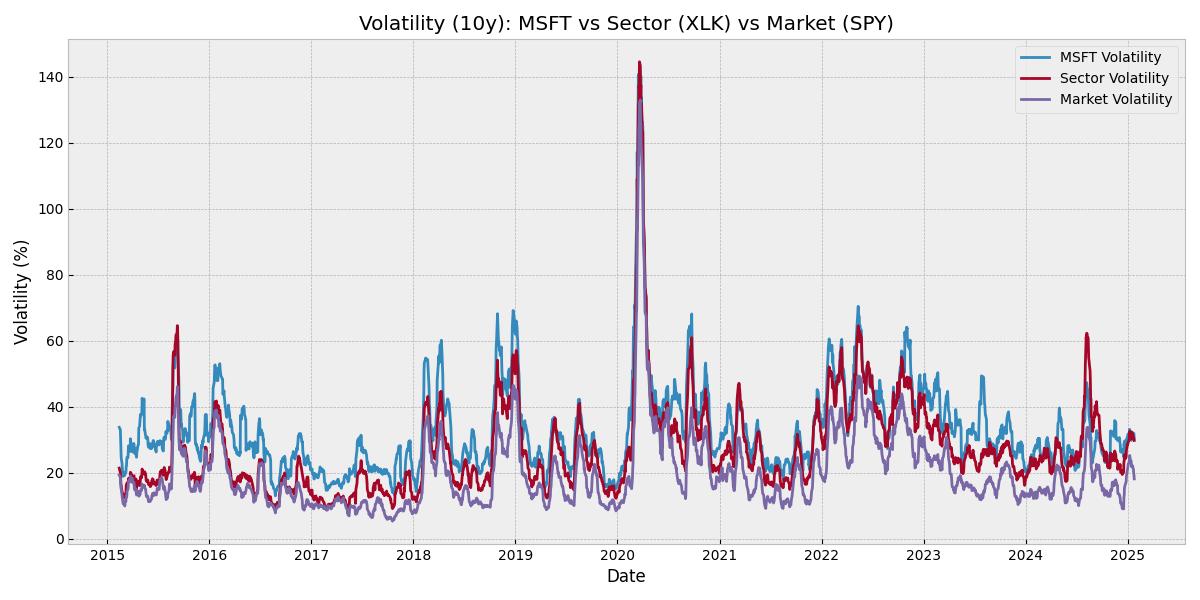 Volatility (10y): MSFT vs Sector (XLK) vs Market (SPY)
MSFT Volatility
Sector Volatility
Market Volatility
Volatility (%)
140
120
100
80
60
40
20
0
2015 2016 2017 2018 2019 2020 2021 2022 2023 2024 2025
Date